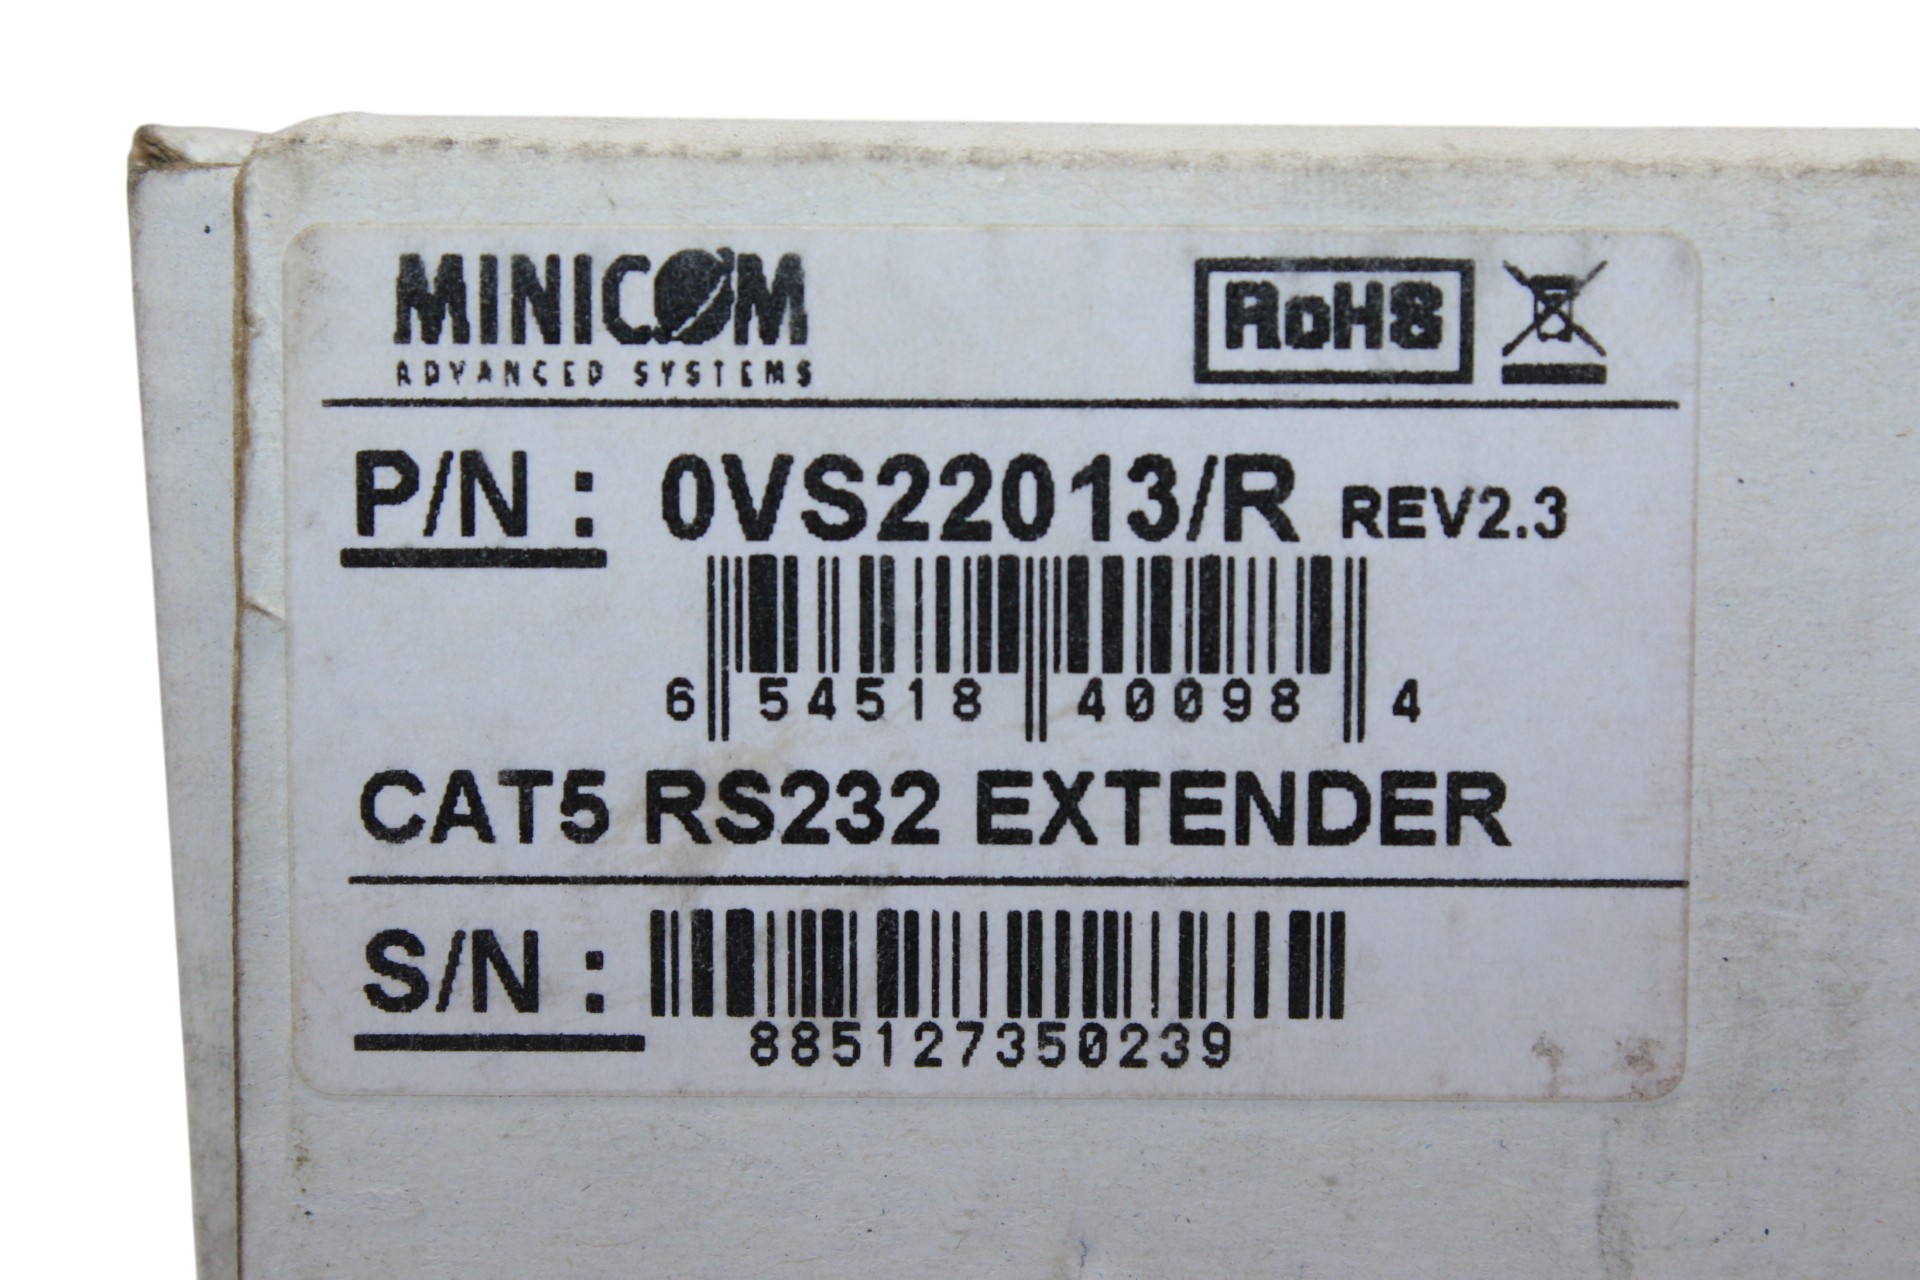 MINICOM
ADVANCED SYSTEMS
RoHS
P/N : 0VS22013/R REV2.3
6 54518 40098 4
CAT5 RS232 EXTENDER
S/N :
885127350239